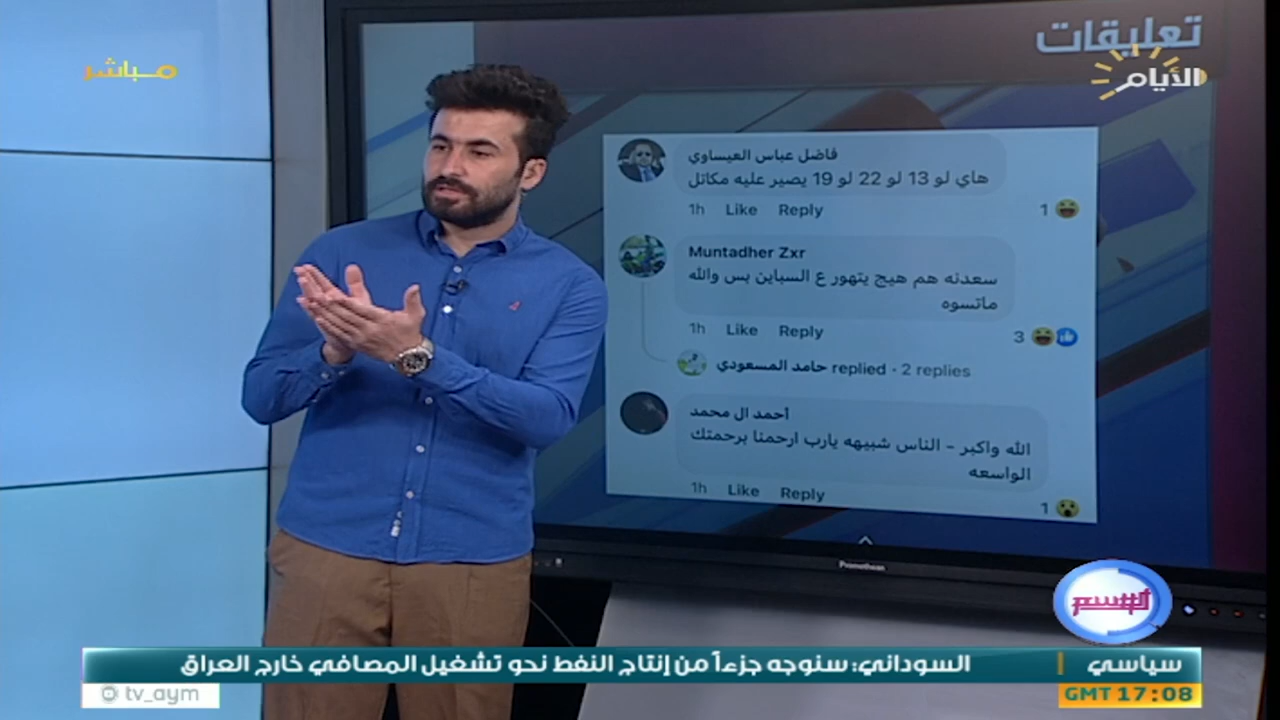 مباشر
تعليقات
الأيام
فاضل عباس العيساوي
هاي لو 13 لو 22 لو 19 يصير عليه مكاتل
1h Like Reply
1
Muntadher Zxr
سعدنه هم هيج يتهور ع السباين بس والله
ماتسوه
1h Like Reply
3
حامد المسعودي replied · 2 replies
أحمد ال محمد
الله واكبر - الناس شبيهه يارب ارحمنا برحمتك
الواسعه
1h Like Reply
1
Promethean
سياسي
السوداني: سنوجه جزءاً من إنتاج النفط نحو تشغيل المصافي خارج العراق
tv_aym
GMT 17:08